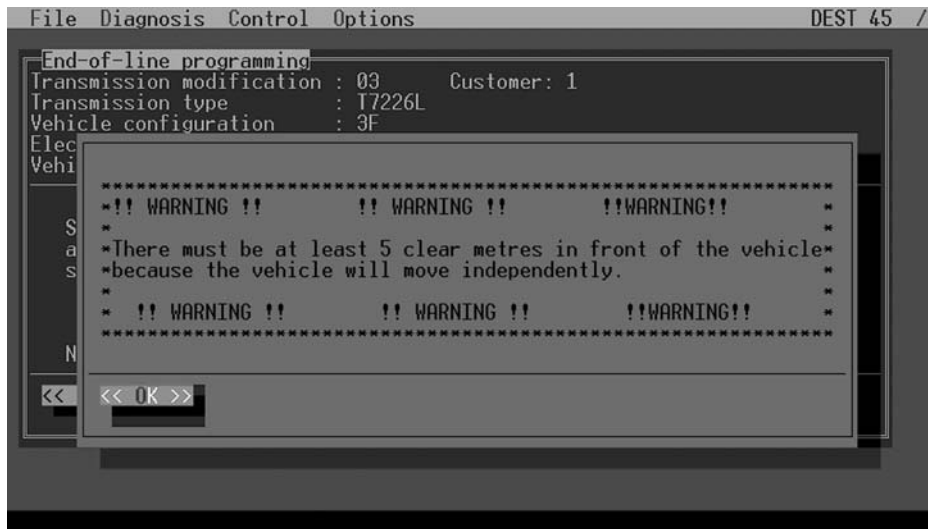 File Diagnosis Control Options DEST 45 /
End-of-line programming
Transmission modification : 03 Customer: 1
Transmission type : T7226L
Vehicle configuration : 3F
Elec
Vehi
*******************************************************************
*!! WARNING !! !! WARNING !! !!WARNING!! *
S *
a *There must be at least 5 clear metres in front of the vehicle*
s *because the vehicle will move independently. *
* *
* !! WARNING !! !! WARNING !! !!WARNING!! *
*******************************************************************
N
<< << OK >>